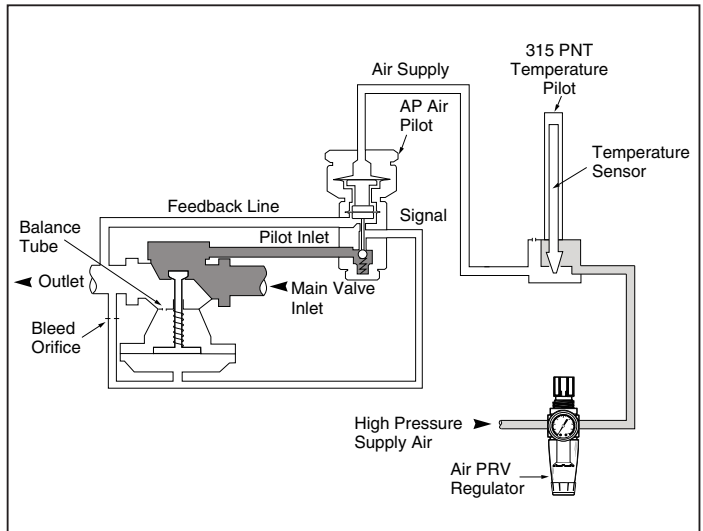 315 PNT
Temperature
Pilot
Air Supply
AP Air
Pilot
Temperature
Sensor
Feedback Line
Signal
Balance
Tube
Pilot Inlet
Outlet
Main Valve
Inlet
Bleed
Orifice
High Pressure
Supply Air
Air PRV
Regulator